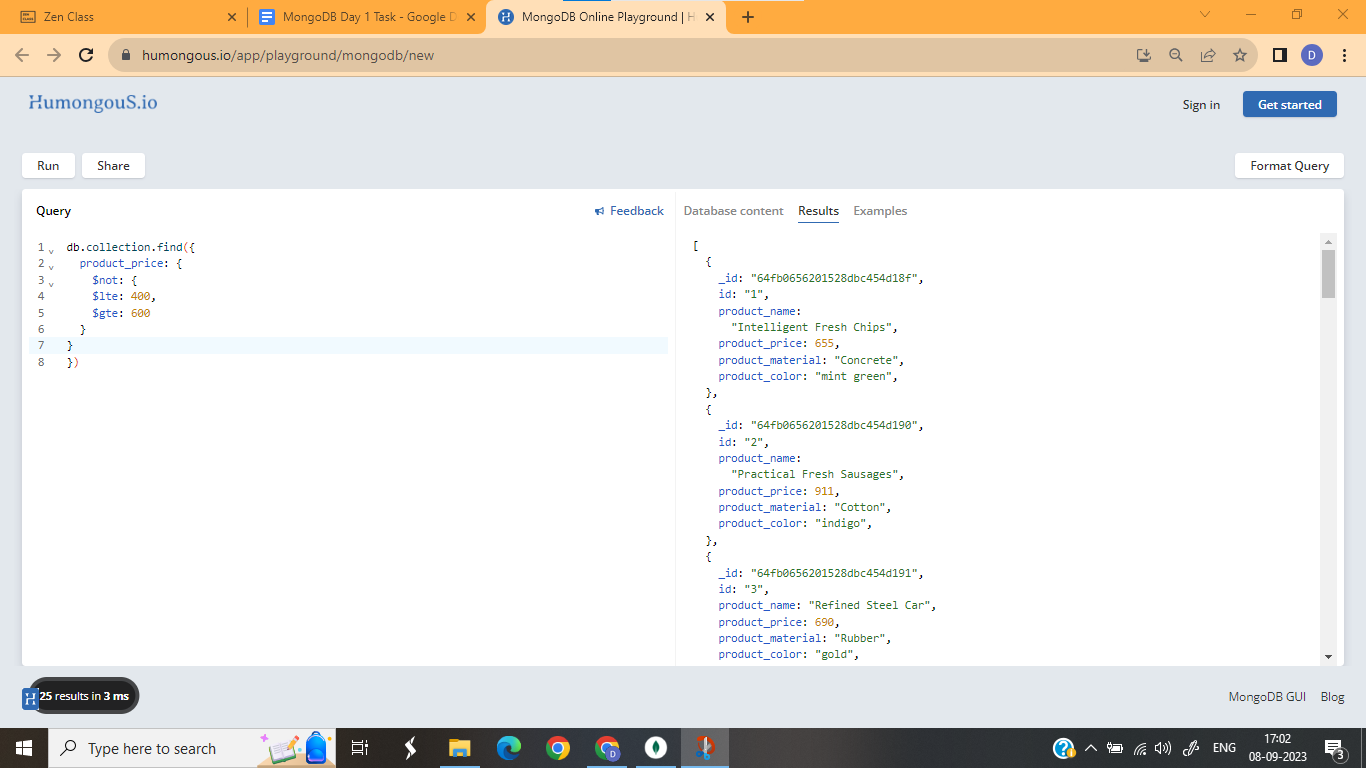 Zen Class
MongoDB Day 1 Task - Google D
MongoDB Online Playground | H
humongous.io/app/playground/mongodb/new
D
HumongouS.io
Sign in
Get started
Run
Share
Format Query
Query
Feedback
Database content
Results
Examples
1 db.collection.find({
2 product_price: {
3 $not: {
4 $lte: 400,
5 $gte: 600
6 }
7 }
8 })
[
{
_id: "64fb0656201528dbc454d18f",
id: "1",
product_name:
"Intelligent Fresh Chips",
product_price: 655,
product_material: "Concrete",
product_color: "mint green",
},
{
_id: "64fb0656201528dbc454d190",
id: "2",
product_name:
"Practical Fresh Sausages",
product_price: 911,
product_material: "Cotton",
product_color: "indigo",
},
{
_id: "64fb0656201528dbc454d191",
id: "3",
product_name: "Refined Steel Car",
product_price: 690,
product_material: "Rubber",
product_color: "gold",
H
25 results in 3 ms
MongoDB GUI
Blog
Type here to search
D
ENG
17:02
08-09-2023
3